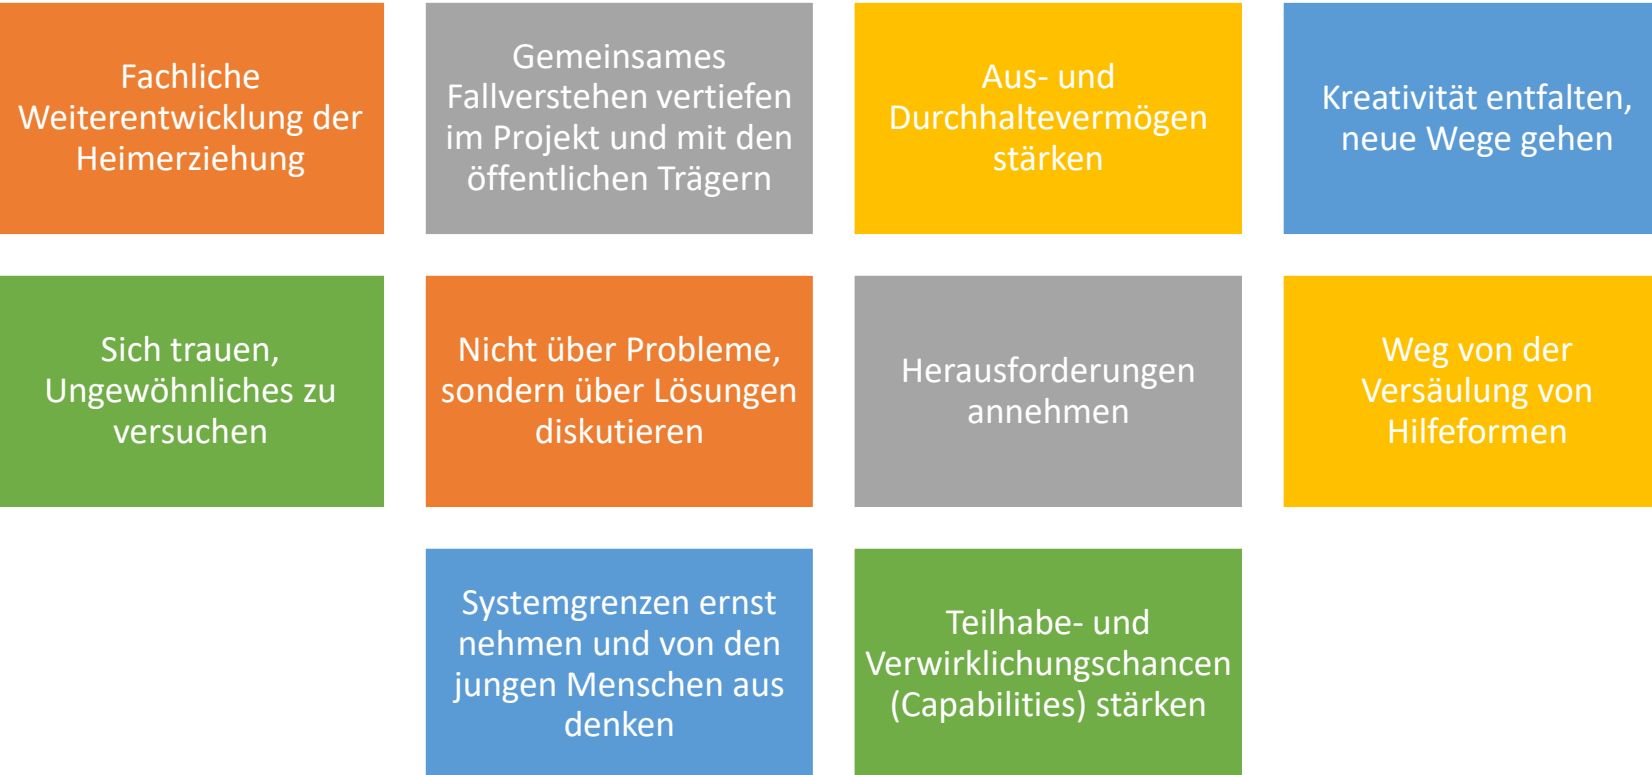 Fachliche
Weiterentwicklung der
Heimerziehung
Gemeinsames
Fallverstehen vertiefen
im Projekt und mit den
öffentlichen Trägern
Aus- und
Durchhaltevermögen
stärken
Kreativität entfalten,
neue Wege gehen
Sich trauen,
Ungewöhnliches zu
versuchen
Nicht über Probleme,
sondern über Lösungen
diskutieren
Herausforderungen
annehmen
Weg von der
Versäulung von
Hilfeformen
Systemgrenzen ernst
nehmen und von den
jungen Menschen aus
denken
Teilhabe- und
Verwirklichungschancen
(Capabilities) stärken